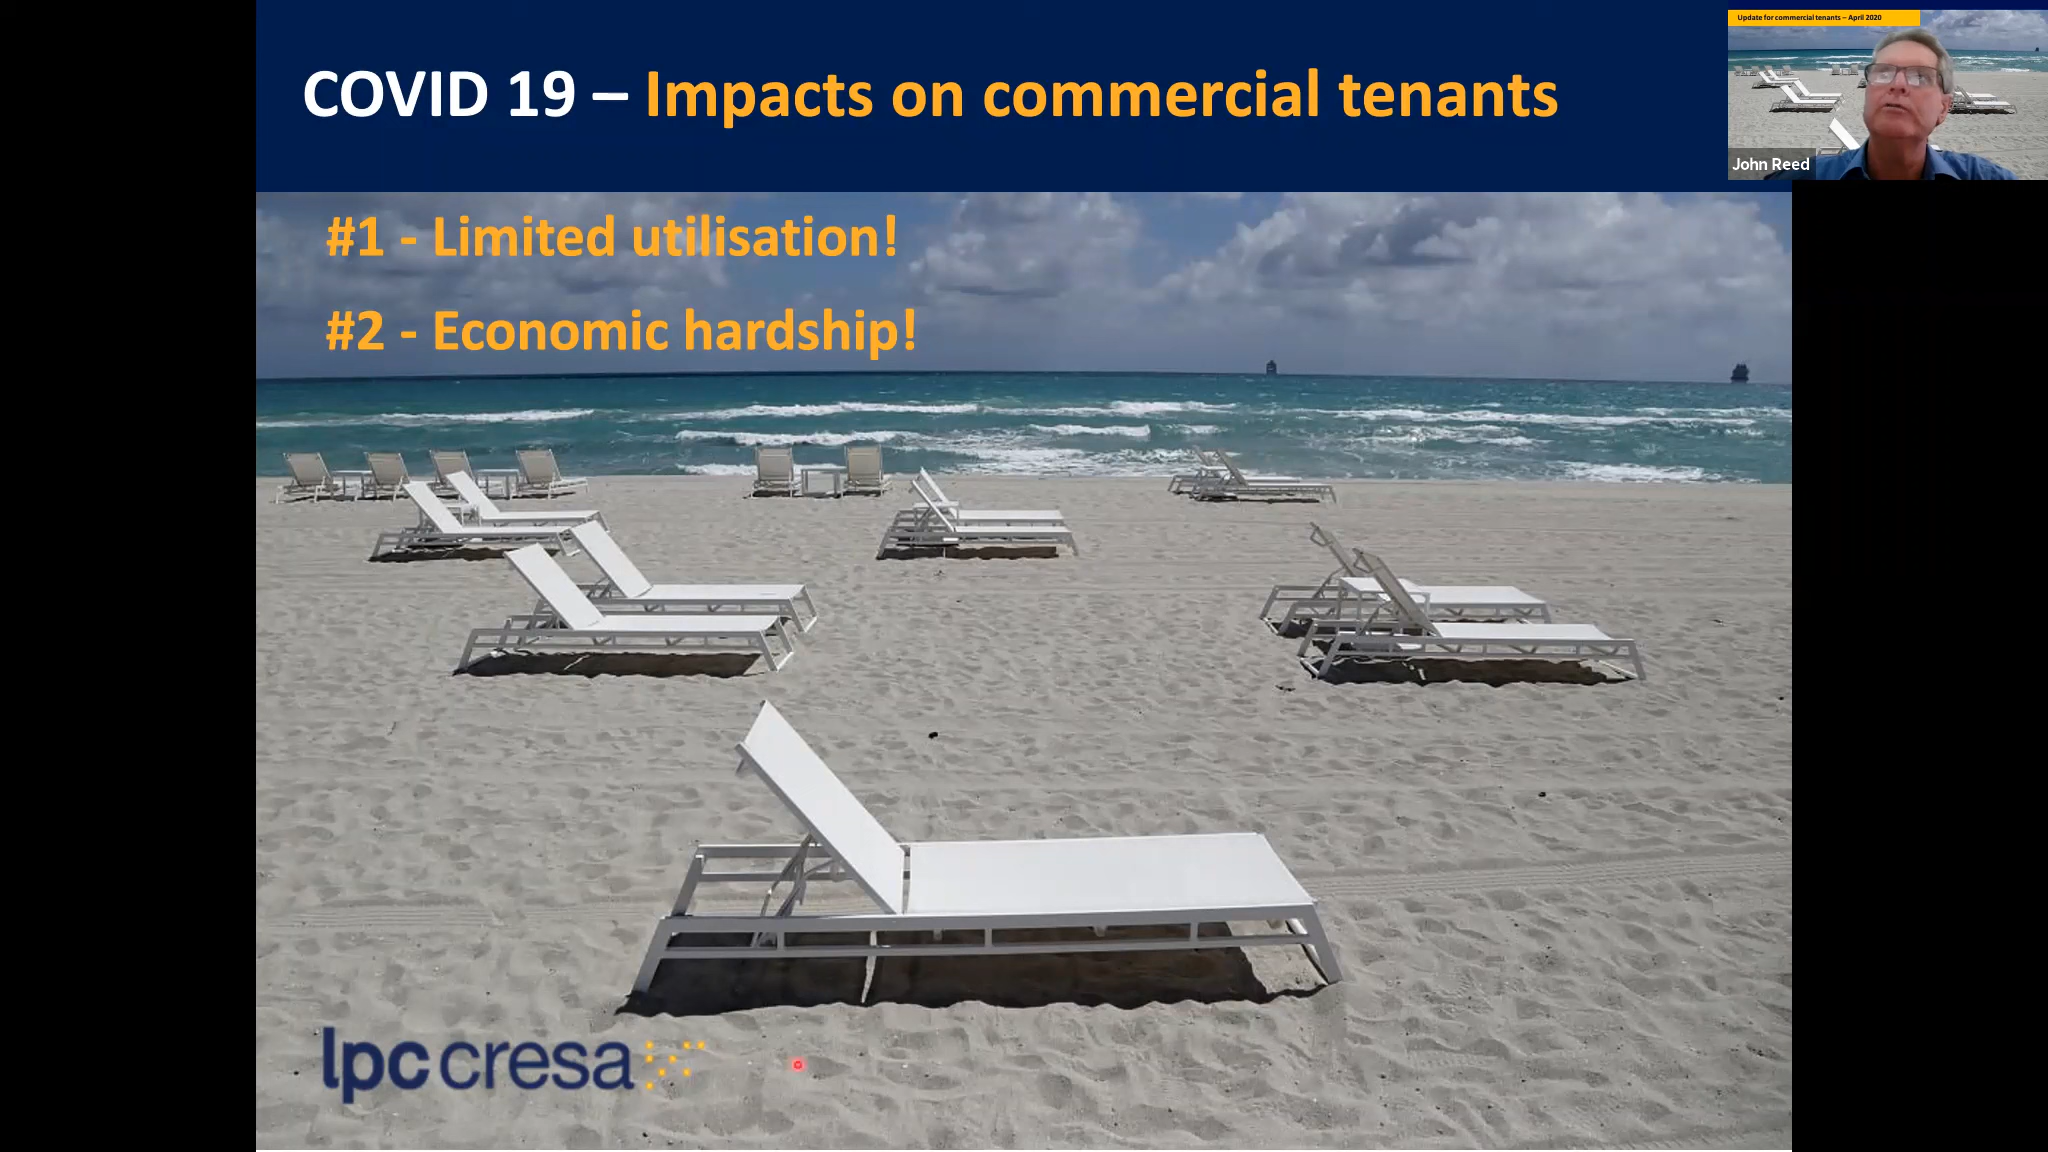 COVID 19 – Impacts on commercial tenants
Update for commercial tenants – April 2020
John Reed
#1 - Limited utilisation!
#2 - Economic hardship!
lpc cresa